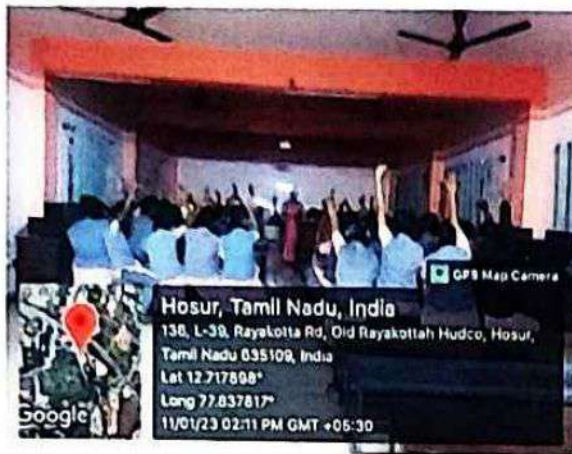 GPS Map Camera
Hosur, Tamil Nadu, India
138, L-39, Rayakotta Rd, Old Rayakottah Hudco, Hosur,
Tamil Nadu 635109, India
Lat 12.717898°
Long 77.837817°
11/01/23 02:11 PM GMT +05:30
Google